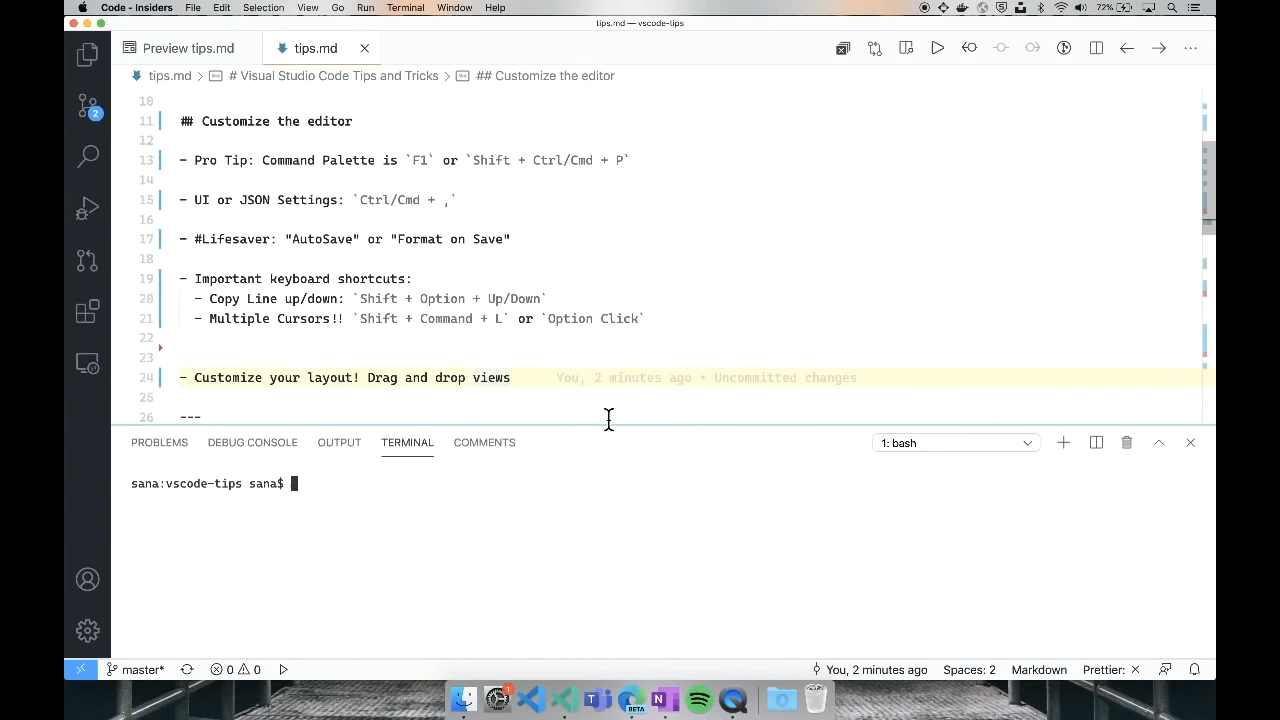 Code - Insiders File Edit Selection View Go Run Terminal Window Help 72%
tips.md — vscode-tips
Preview tips.md tips.md
tips.md > # Visual Studio Code Tips and Tricks > ## Customize the editor
10
11 ## Customize the editor
12
13 - Pro Tip: Command Palette is `F1` or `Shift + Ctrl/Cmd + P`
14
15 - UI or JSON Settings: `Ctrl/Cmd + ,`
16
17 - #Lifesaver: "AutoSave" or "Format on Save"
18
19 - Important keyboard shortcuts:
20 - Copy Line up/down: `Shift + Option + Up/Down`
21 - Multiple Cursors!! `Shift + Command + L` or `Option Click`
22
23
24 - Customize your layout! Drag and drop views You, 2 minutes ago • Uncommitted changes
25
26 ---
2
PROBLEMS DEBUG CONSOLE OUTPUT TERMINAL COMMENTS 1: bash
sana:vscode-tips sana$
master* 0 0 You, 2 minutes ago Spaces: 2 Markdown Prettier: ×
1
BETA